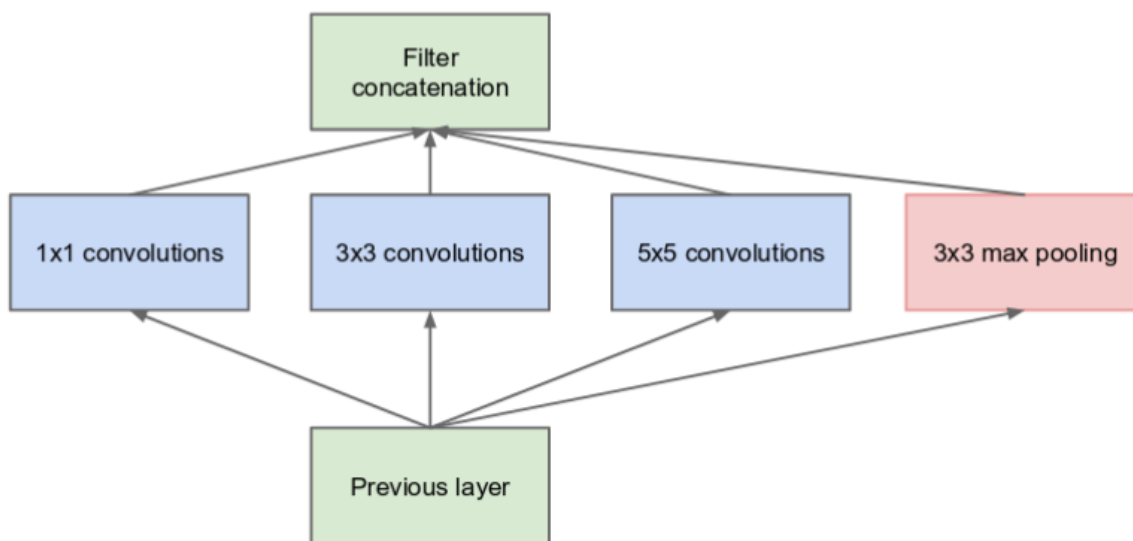 Filter
concatenation
1x1 convolutions
3x3 convolutions
5x5 convolutions
3x3 max pooling
Previous layer